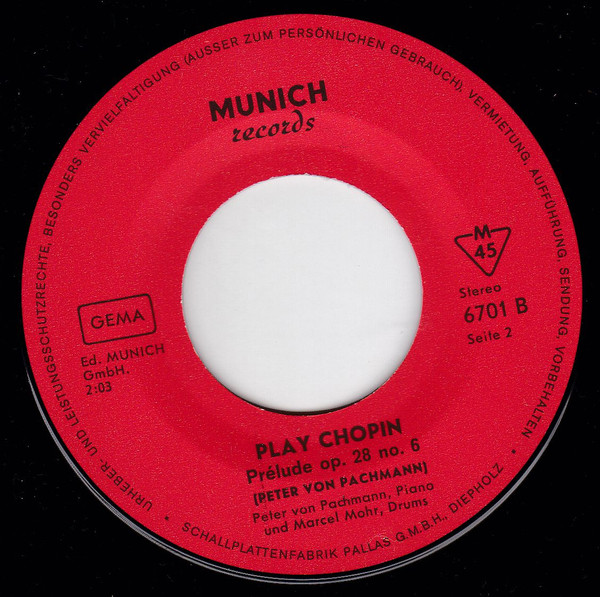 URHEBER- UND LEISTUNGSSCHUTZRECHTE, BESONDERS VERVIELFÄLTIGUNG (AUSSER ZUM PERSÖNLICHEN GEBRAUCH), VERMIETUNG, AUFFÜHRUNG, SENDUNG, VORBEHALTEN
MUNICH
records
M
45
Stereo
6701 B
Seite 2
GEMA
Ed. MUNICH
GmbH.
2:03
PLAY CHOPIN
Prélude op. 28 no. 6
(PETER VON PACHMANN)
Peter von Pachmann, Piano
und Marcel Mohr, Drums
• SCHALLPLATTENFABRIK PALLAS G.M.B.H., DIEPHOLZ •